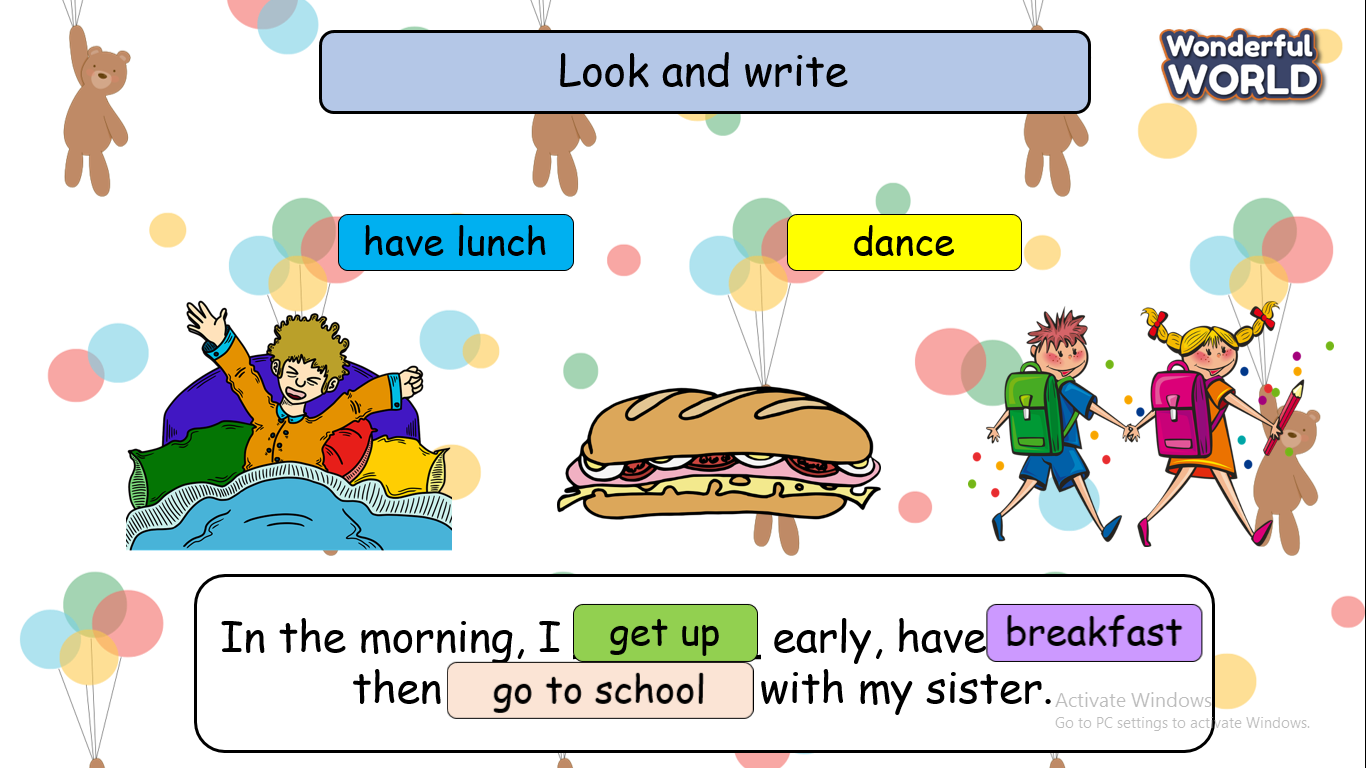 Look and write
Wonderful
WORLD
have lunch
dance
In the morning, I get up early, have breakfast
then go to school with my sister.
Activate Windows
Go to PC settings to activate Windows.